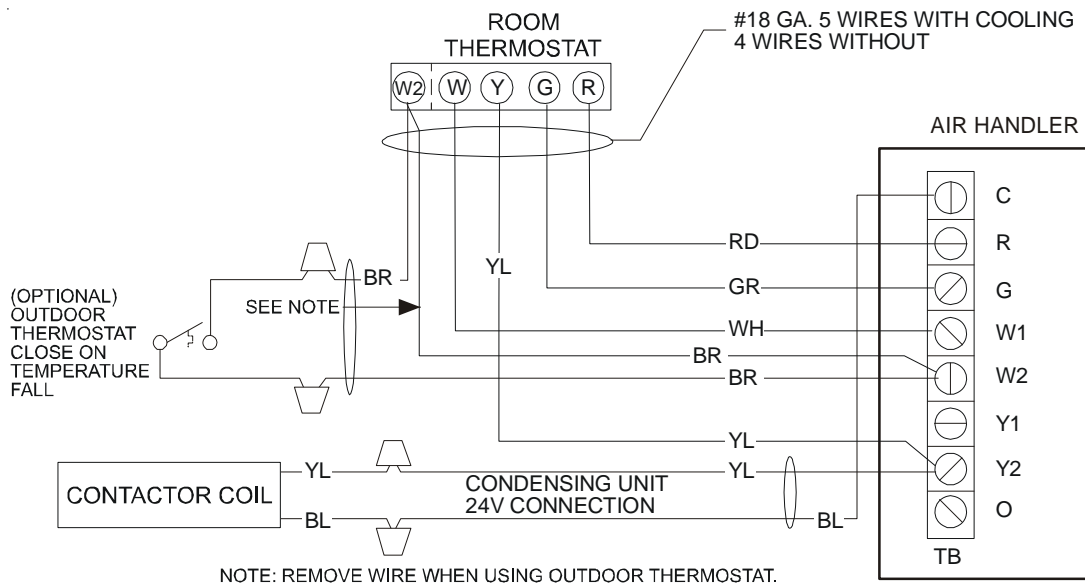 ROOM
THERMOSTAT
#18 GA. 5 WIRES WITH COOLING
4 WIRES WITHOUT
W2 W Y G R
AIR HANDLER
C
RD
R
YL
BR
GR
G
(OPTIONAL)
OUTDOOR
THERMOSTAT
CLOSE ON
TEMPERATURE
FALL
SEE NOTE
WH
W1
BR
BR
W2
Y1
YL
CONTACTOR COIL
YL
YL
Y2
CONDENSING UNIT
24V CONNECTION
BL
BL
O
TB
NOTE: REMOVE WIRE WHEN USING OUTDOOR THERMOSTAT.